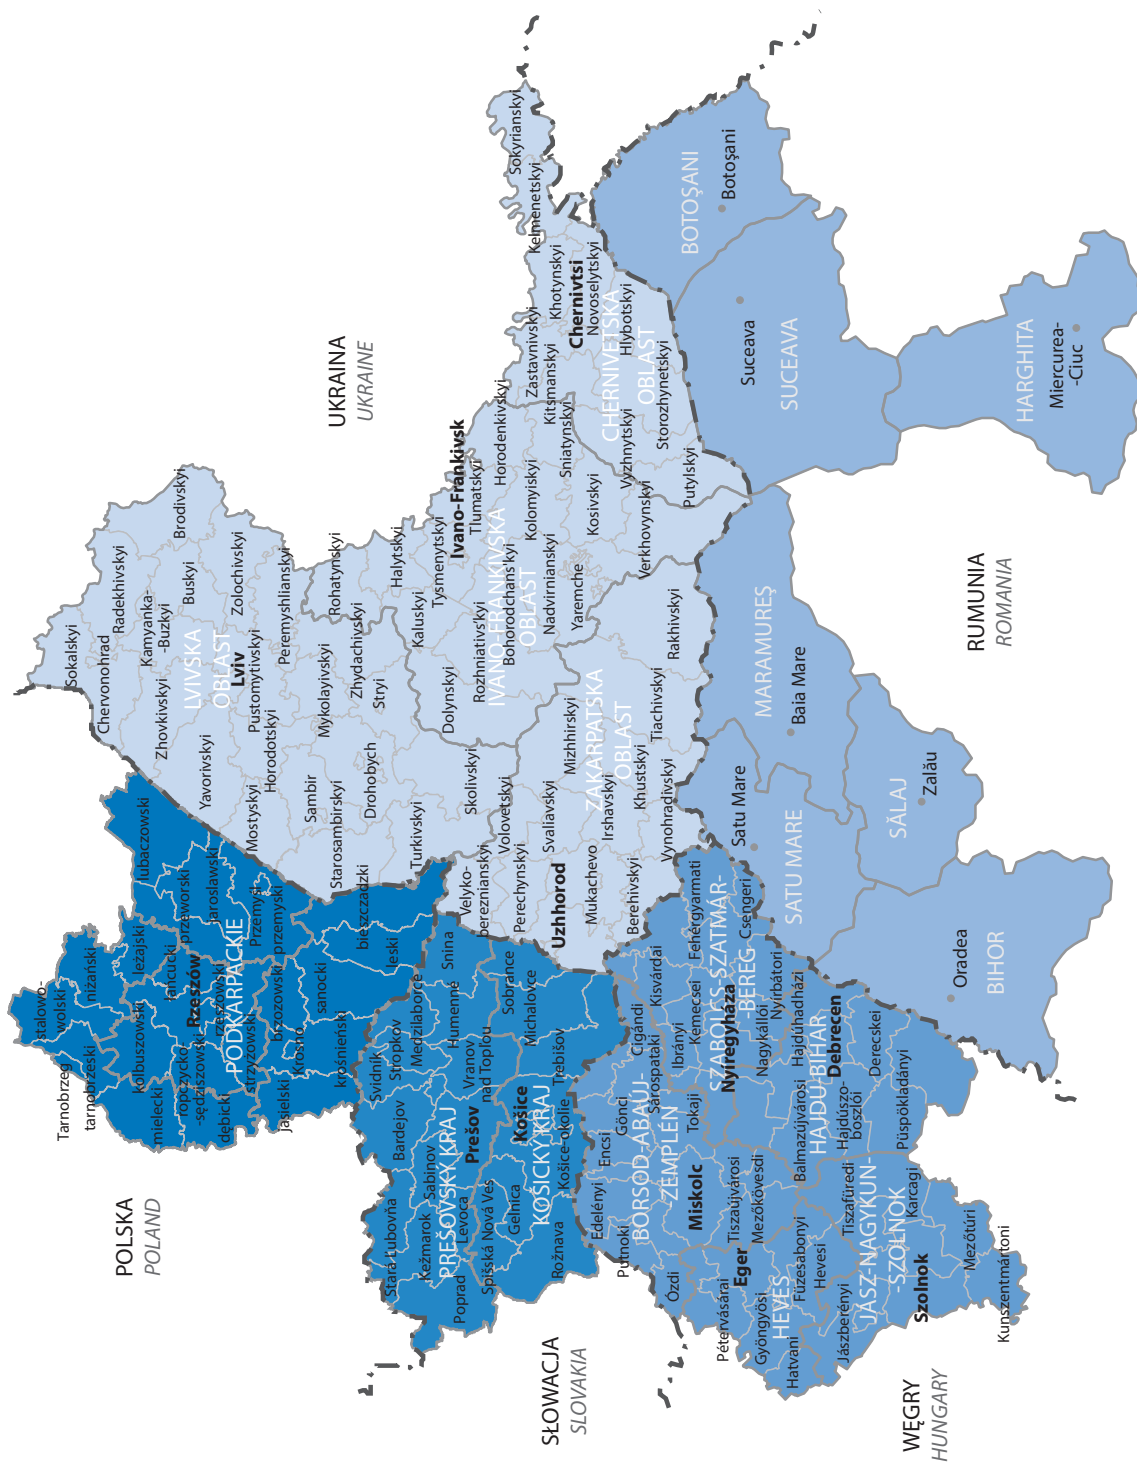 POLSKA
POLAND
UKRAINA
UKRAINE
SŁOWACJA
SLOVAKIA
WĘGRY
HUNGARY
RUMUNIA
ROMANIA
PODKARPACKIE
Tarnobrzeg
tarnobrzeski
stalowo-
wolski
niżański
mielecki
kolbuszowski
leżajski
ropczycko-
-sędziszowski
łańcucki
Rzeszów
rzeszowski
przeworski
lubaczowski
jarosławski
dębicki
strzyżowski
Przemyśl
przemyski
brzozowski
jasielski
Krosno
krośnieński
sanocki
leski
bieszczadzki
LVIVSKA
OBLAST
Sokalskyi
Chervonohrad
Radekhivskyi
Kamyanka-
-Buzkyi
Brodivskyi
Zhovkivskyi
Buskyi
Yavorivskyi
Lviv
Zolochivskyi
Pustomytivskyi
Mostyskyi
Horodotskyi
Peremyshlianskyi
Sambir
Mykolayivskyi
Starosambirskyi
Zhydachivskyi
Drohobych
Stryi
Turkivskyi
Skolivskyi
IVANO-FRANKIVSKA
OBLAST
Rohatynskyi
Halytskyi
Kaluskyi
Tysmenytskyi
Ivano-Frankivsk
Tlumatskyi
Dolynskyi
Rozhniativs'kyi
Bohorodchans'kyi
Horodenkivskyi
Kolomyiskyi
Nadvirnianskyi
Sniatynskyi
Yaremche
Kosivskyi
Verkhovynskyi
CHERNIVETSKA
OBLAST
Sokyrianskyi
Kelmenetskyi
Khotynskyi
Zastavnivskyi
Kitsmanskyi
Chernivtsi
Novoselytskyi
Hlybotskyi
Vyzhnytskyi
Storozhynetskyi
Putylskyi
ZAKARPATSKA
OBLAST
Velyko-
bereznianskyi
Volovetskyi
Perechynskyi
Svaliavskyi
Mizhhirskyi
Uzhhorod
Mukachevo
Irshavskyi
Khustskyi
Tiachivskyi
Rakhivskyi
Berehivskyi
Vynohradivskyi
PREŠOVSKÝ KRAJ
Stará Ľubovňa
Bardejov
Svidník
Stropkov
Medzilaborce
Kežmarok
Sabinov
Snina
Humenne
Poprad
Levoca
Prešov
Vranov
nad Topľou
KOŠICKÝ KRAJ
Spišská Nová Ves
Gelnica
Košice
Sobrance
Michalovce
Rožnava
Košice-okolie
Trebišov
BORSOD-ABAUJ-
ZEMPLÉN
Putnoki
Edelényi
Encsi
Gönci
Sárospataki
Cigándi
Ózdi
Miskolc
Tokaji
Tiszaújvárosi
Mezőkövesdi
SZABOLCS-SZATMÁR-
-BEREG
Kisvárdai
Ibrányi
Kemecsei
Fehérgyarmati
Nyíregyháza
Nagykállói
Nyírbátori
Csengeri
HEVES
Pétervásárai
Eger
Gyöngyösi
Hatvani
Füzesabonyi
Hevesi
HAJDU-BIHAR
Hajdúhadházi
Balmazújvárosi
Debrecen
Hajdúszo-
boszlói
Derecskei
Püspökladányi
JÁSZ-NAGYKUN-
-SZOLNOK
Jászberényi
Tiszafüredi
Karcagi
Szolnok
Mezőtúri
Kunszentmártoni
SATU MARE
Satu Mare
MARAMUREŞ
Baia Mare
SĂLAJ
Zalău
BIHOR
Oradea
SUCEAVA
Suceava
BOTOŞANI
Botoşani
HARGHITA
Miercurea-
-Ciuc